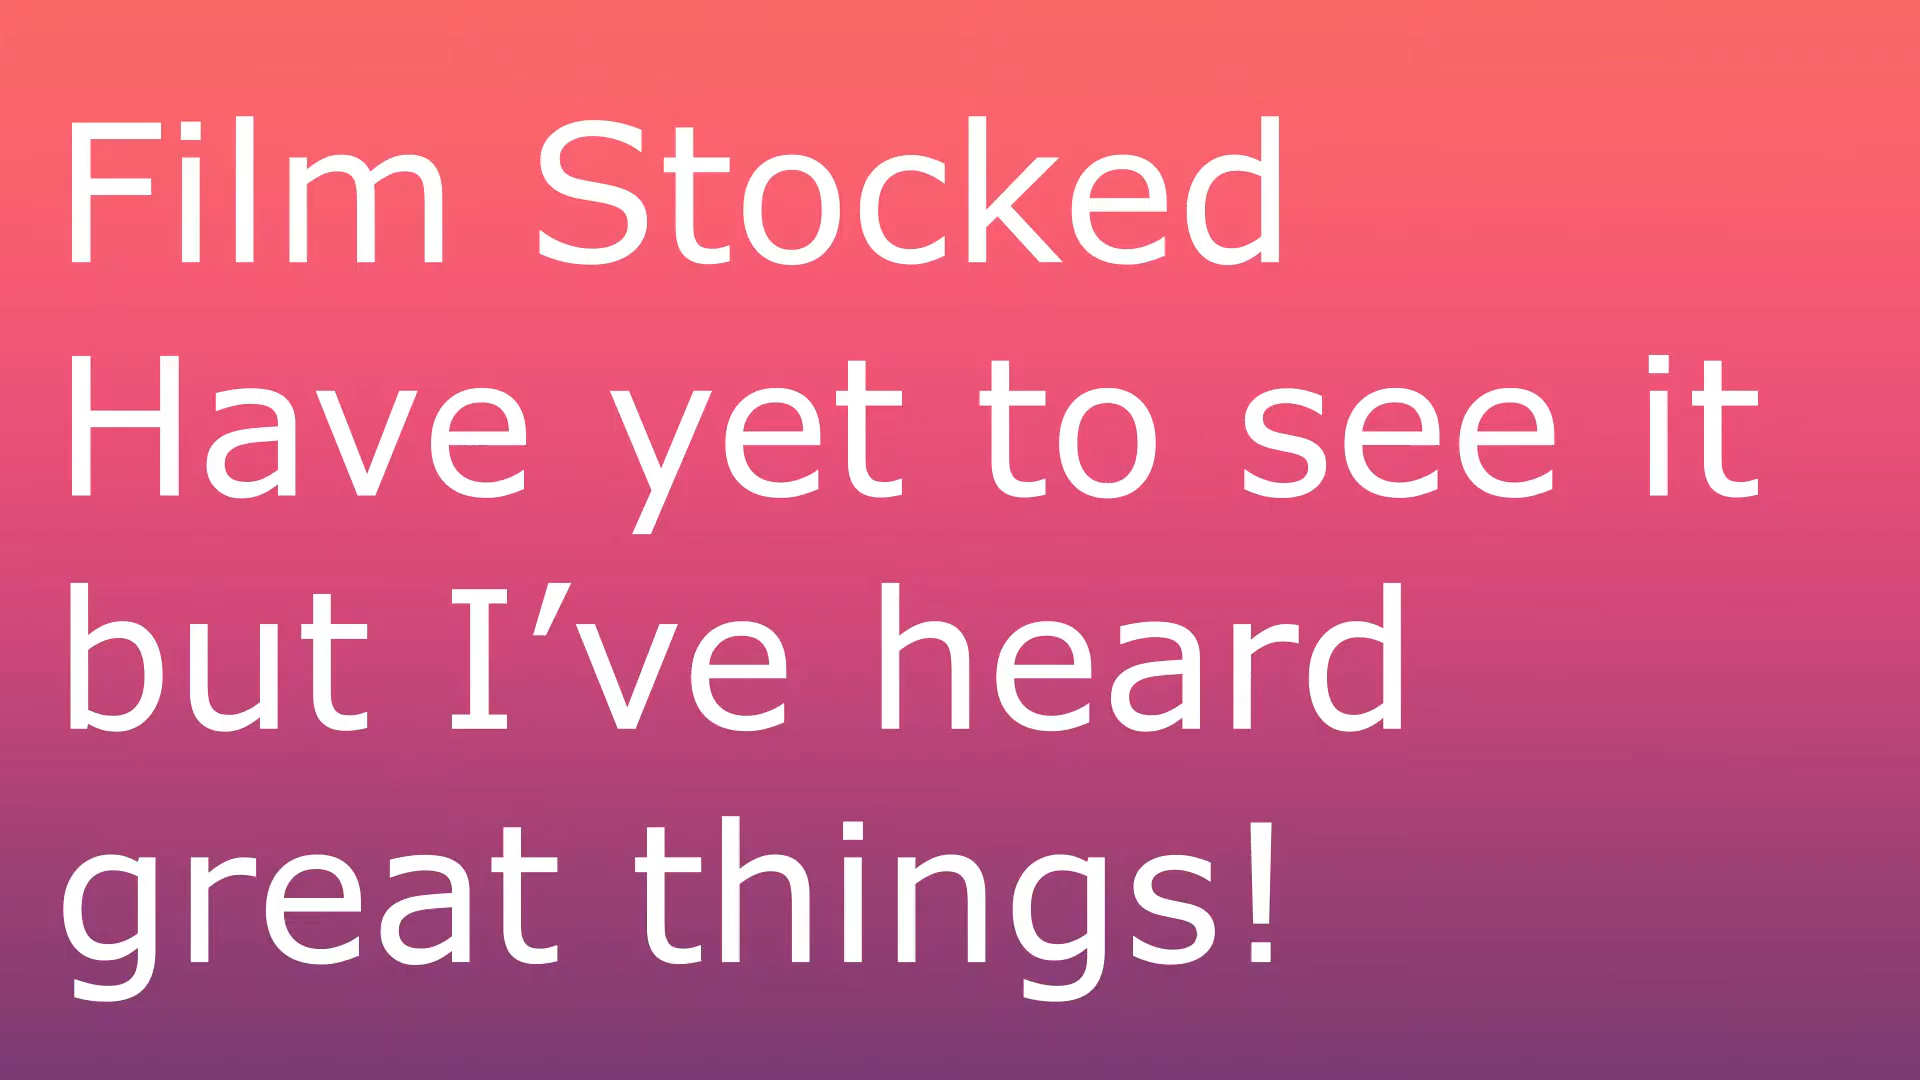 Film Stocked
Have yet to see it
but I’ve heard
great things!